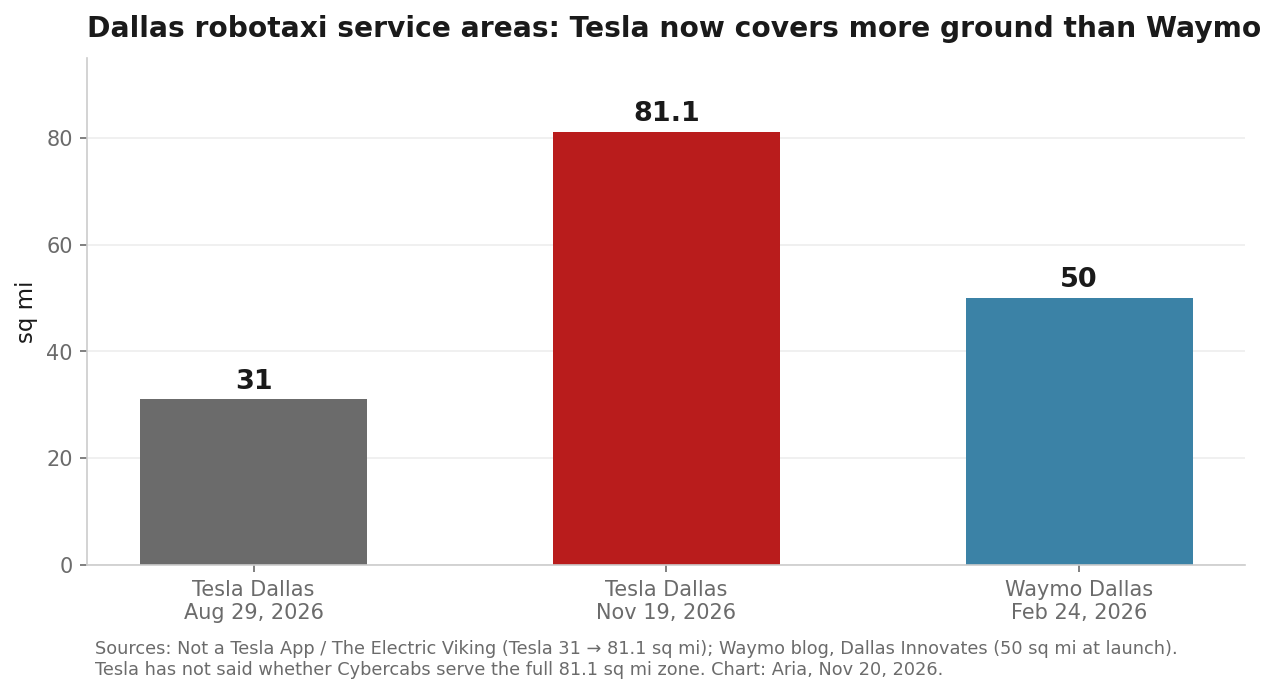 Dallas robotaxi service areas: Tesla now covers more ground than Waymo
81.1
80
60
50
sq mi
40
31
20
0
Tesla Dallas
Aug 29, 2026
Tesla Dallas
Nov 19, 2026
Waymo Dallas
Feb 24, 2026
Sources: Not a Tesla App / The Electric Viking (Tesla 31 → 81.1 sq mi); Waymo blog, Dallas Innovates (50 sq mi at launch).
Tesla has not said whether Cybercabs serve the full 81.1 sq mi zone. Chart: Aria, Nov 20, 2026.